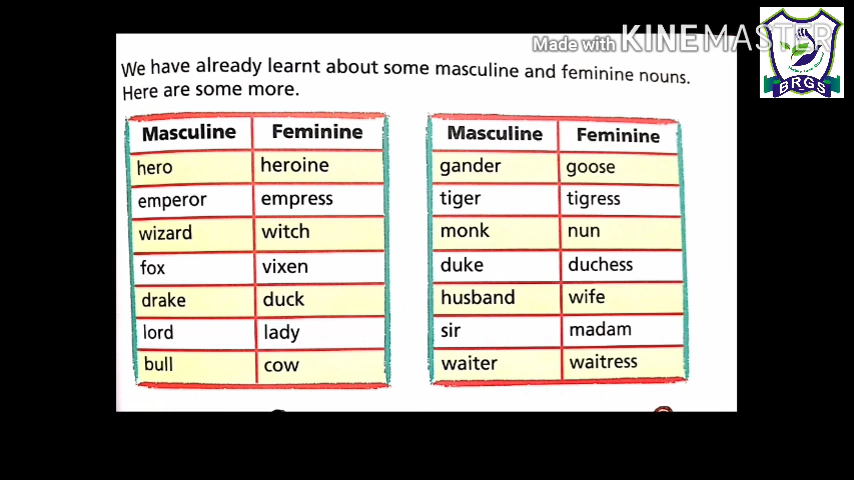 Made with KINEMASTER
BRGS
We have already learnt about some masculine and feminine nouns.
Here are some more.
Masculine Feminine
hero heroine
emperor empress
wizard witch
fox vixen
drake duck
lord lady
bull cow
Masculine Feminine
gander goose
tiger tigress
monk nun
duke duchess
husband wife
sir madam
waiter waitress